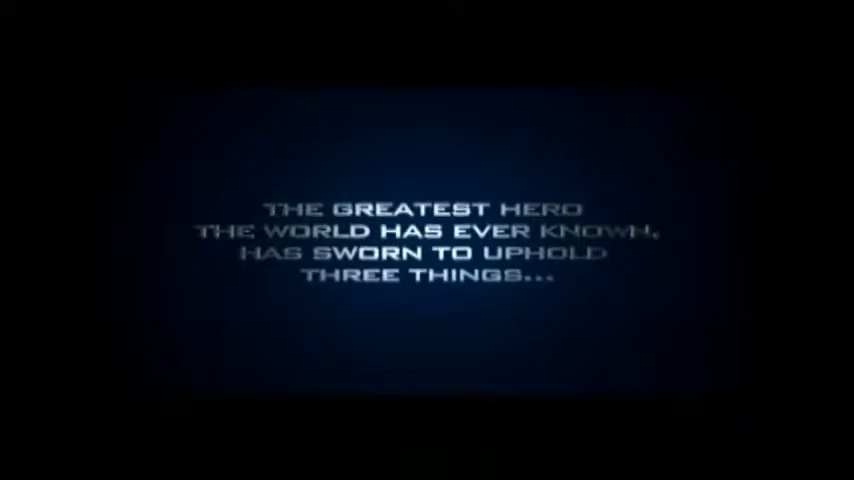 THE GREATEST HERO
THE WORLD HAS EVER KNOWN,
HAS SWORN TO UPHOLD
THREE THINGS...